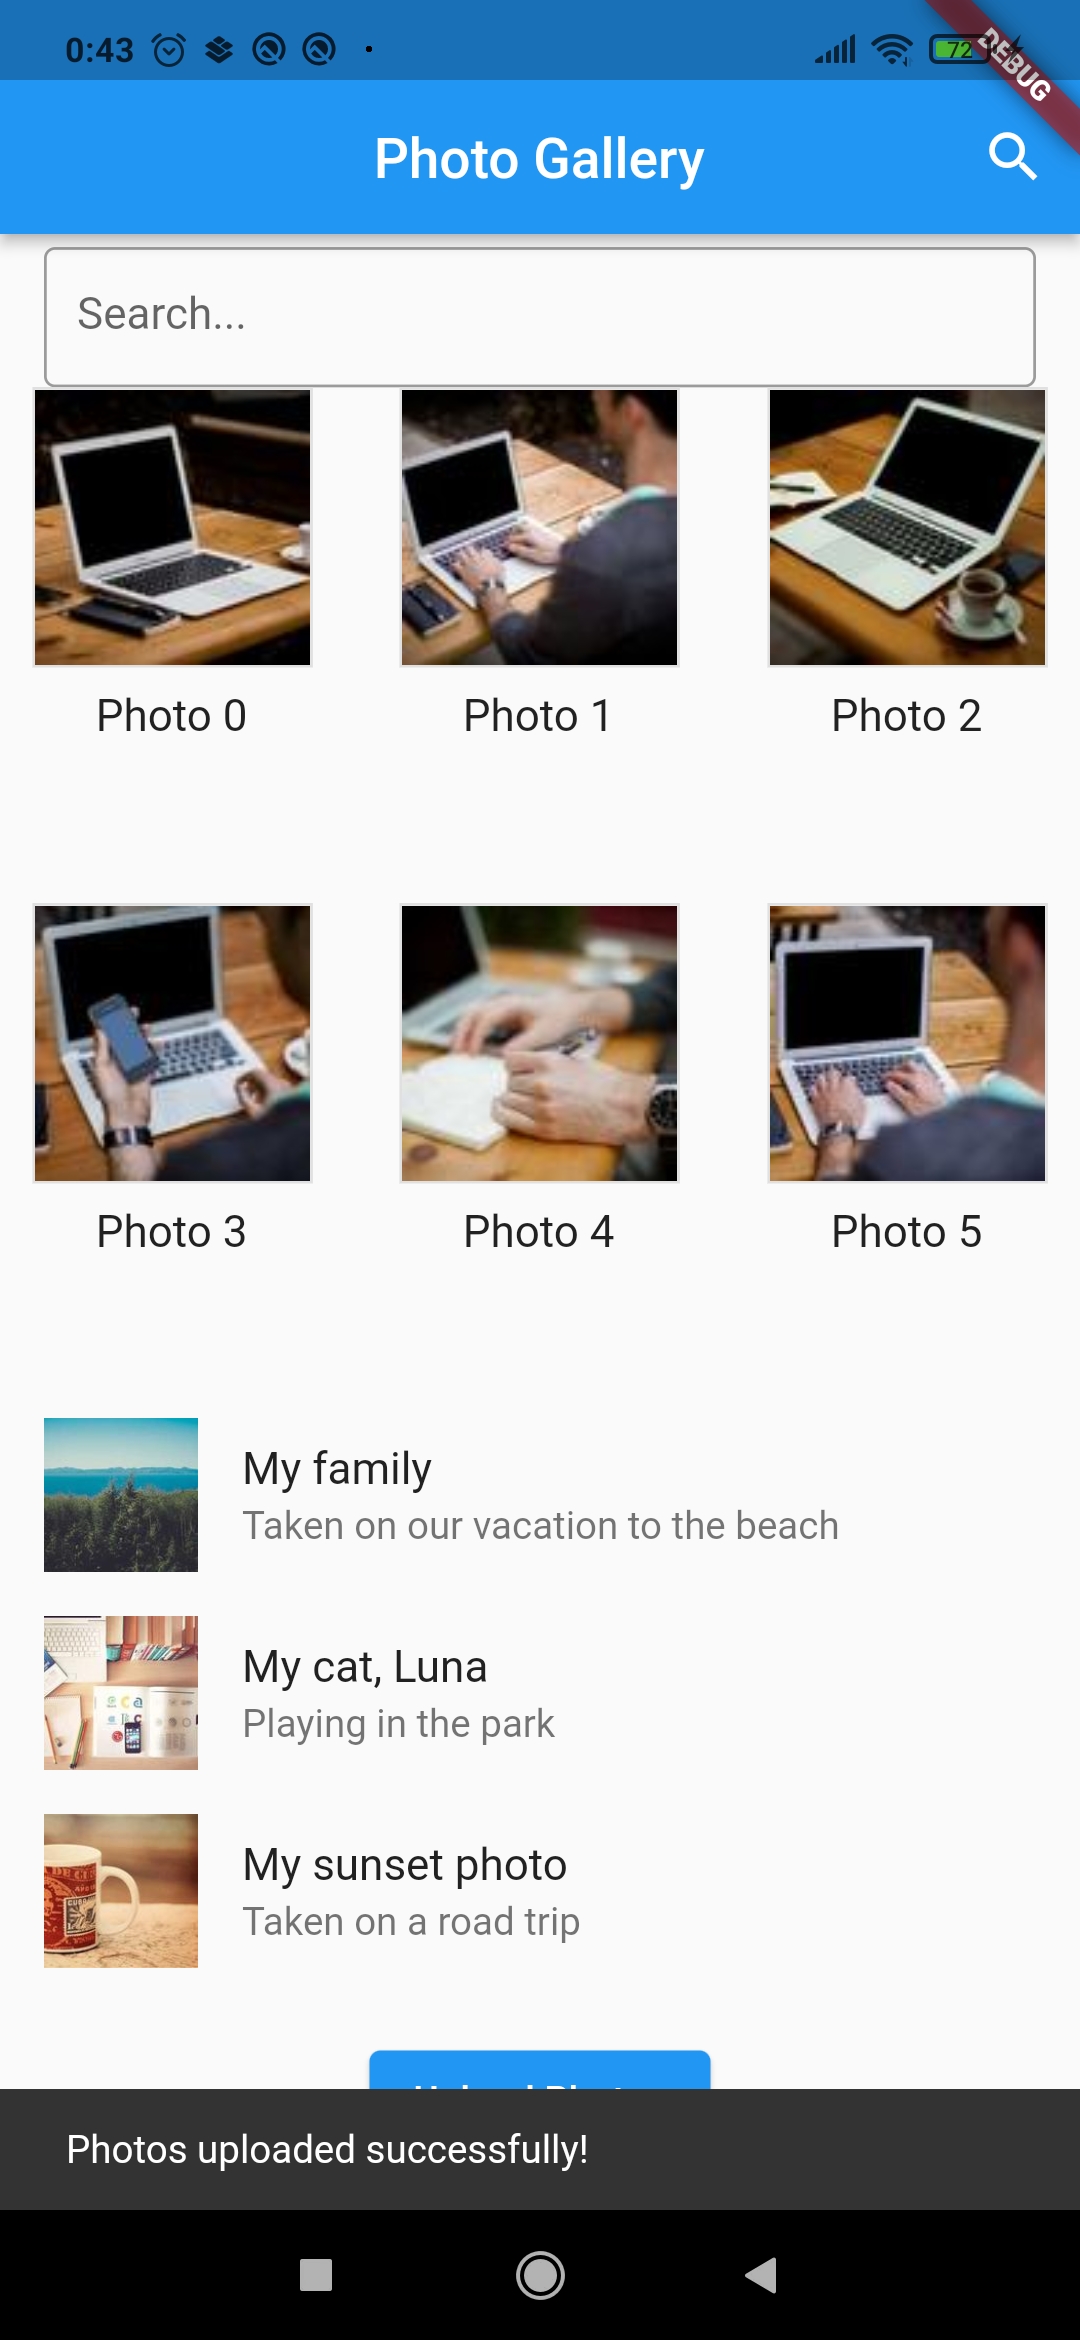 0:43
72
DEBUG
Photo Gallery
Search...
Photo 0
Photo 1
Photo 2
Photo 3
Photo 4
Photo 5
My family
Taken on our vacation to the beach
My cat, Luna
Playing in the park
My sunset photo
Taken on a road trip
Photos uploaded successfully!